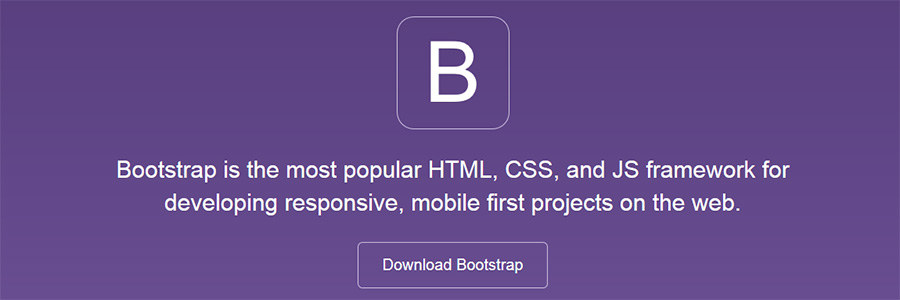 B
Bootstrap is the most popular HTML, CSS, and JS framework for
developing responsive, mobile first projects on the web.
Download Bootstrap